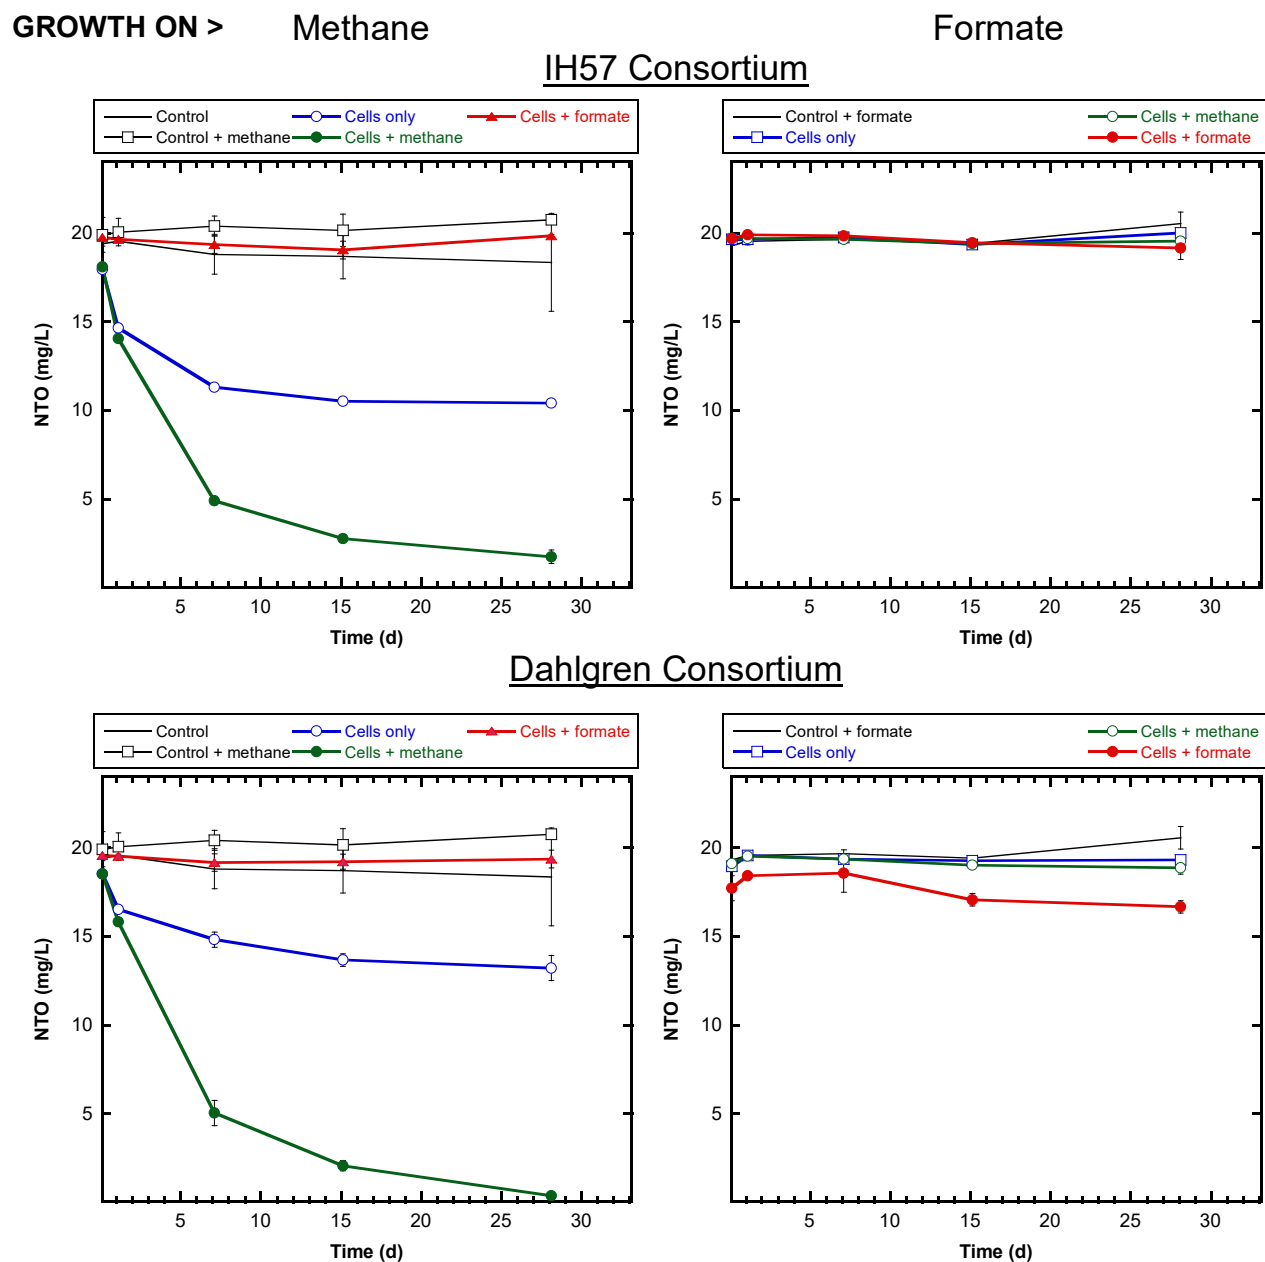 GROWTH ON > Methane Formate
IH57 Consortium
Control Cells only Cells + formate
Control + methane Cells + methane
Control + formate Cells + methane
Cells only Cells + formate
NTO (mg/L)
20
15
10
5
5 10 15 20 25 30
Time (d)
NTO (mg/L)
20
15
10
5
5 10 15 20 25 30
Time (d)
Dahlgren Consortium
Control Cells only Cells + formate
Control + methane Cells + methane
Control + formate Cells + methane
Cells only Cells + formate
NTO (mg/L)
20
15
10
5
5 10 15 20 25 30
Time (d)
NTO (mg/L)
20
15
10
5
5 10 15 20 25 30
Time (d)